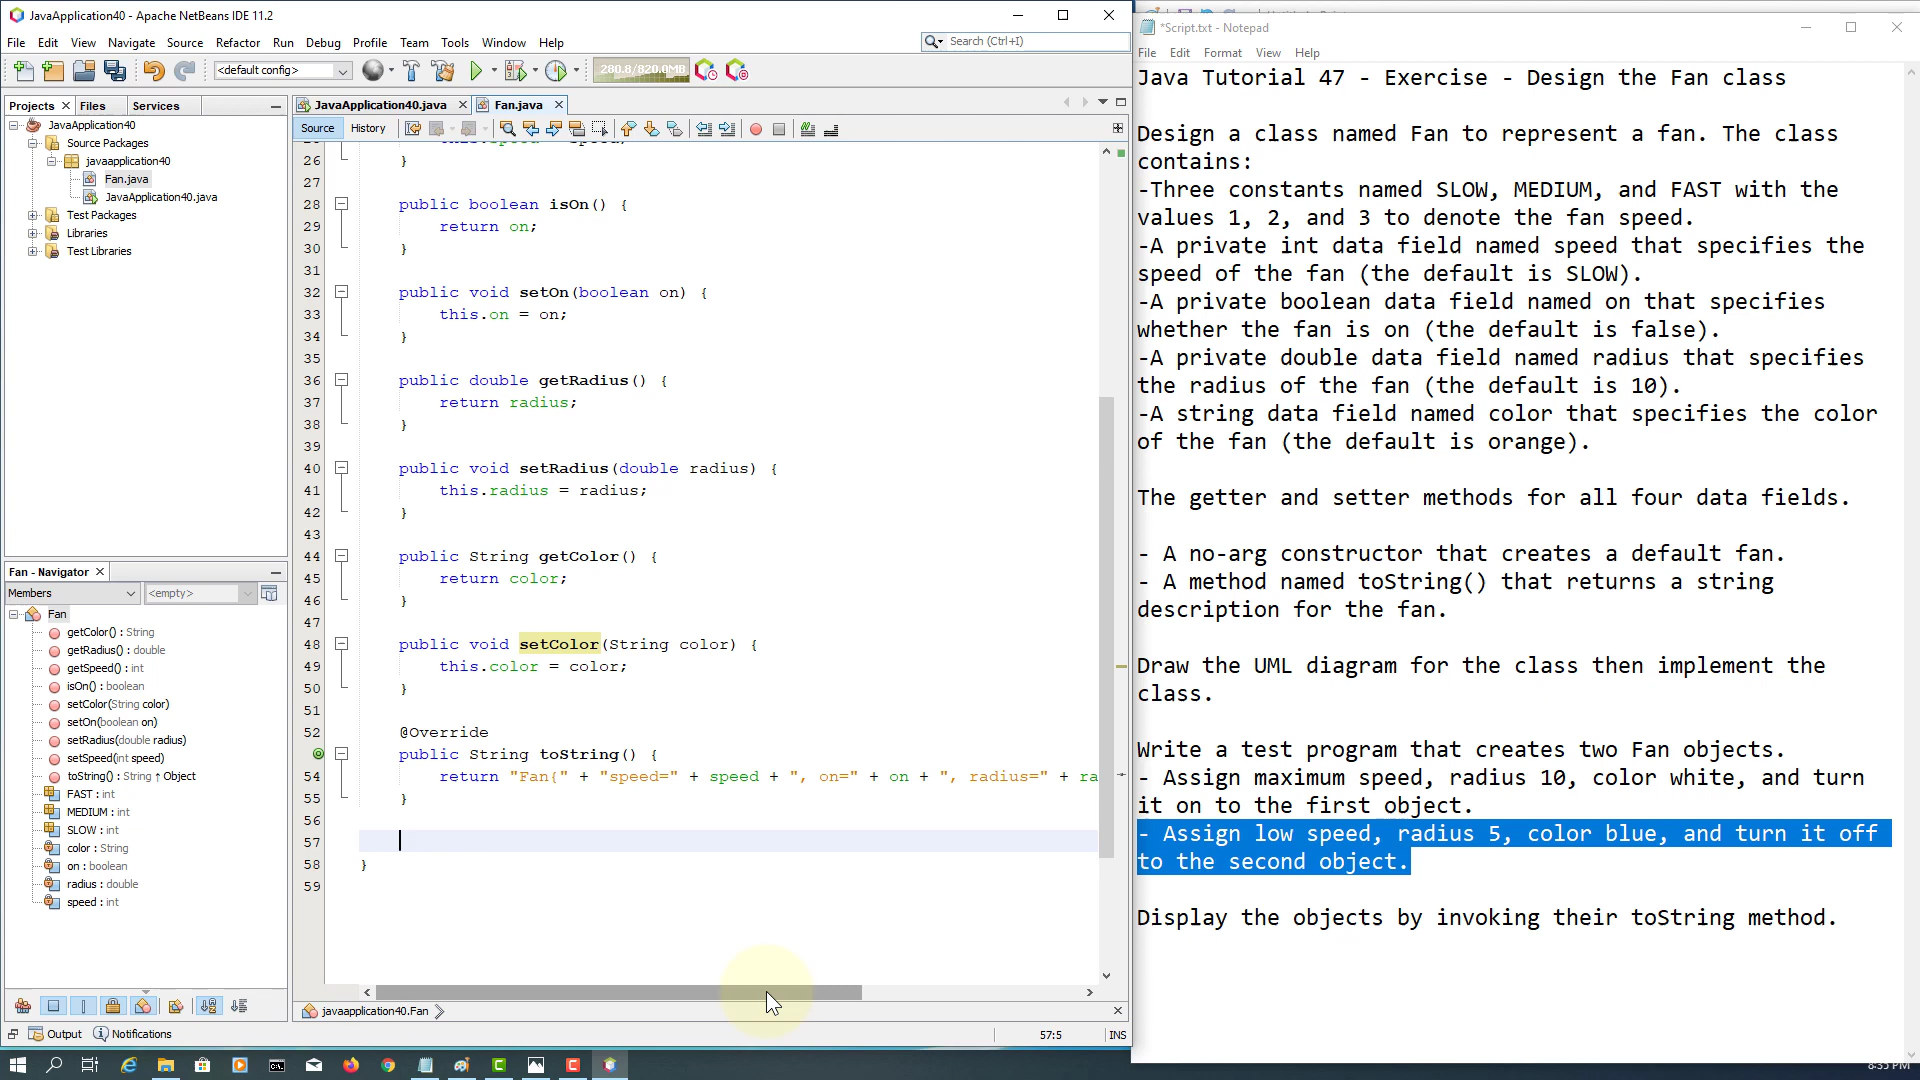 JavaApplication40 - Apache NetBeans IDE 11.2
File Edit View Navigate Source Refactor Run Debug Profile Team Tools Window Help
Search (Ctrl+I)
<default config>
280.8/820.0MB
Projects Files Services
JavaApplication40
Source Packages
javaapplication40
Fan.java
JavaApplication40.java
Test Packages
Libraries
Test Libraries
Fan - Navigator
Members
<empty>
Fan
getColor() : String
getRadius() : double
getSpeed() : int
isOn() : boolean
setColor(String color)
setOn(boolean on)
setRadius(double radius)
setSpeed(int speed)
toString() : String ↑ Object
FAST : int
MEDIUM : int
SLOW : int
color : String
on : boolean
radius : double
speed : int
Output Notifications
JavaApplication40.java Fan.java
Source History
26 }
27
28 public boolean isOn() {
29 return on;
30 }
31
32 public void setOn(boolean on) {
33 this.on = on;
34 }
35
36 public double getRadius() {
37 return radius;
38 }
39
40 public void setRadius(double radius) {
41 this.radius = radius;
42 }
43
44 public String getColor() {
45 return color;
46 }
47
48 public void setColor(String color) {
49 this.color = color;
50 }
51
52 @Override
public String toString() {
54 return "Fan{" + "speed=" + speed + ", on=" + on + ", radius=" + ra
55 }
56
57
58 }
59
javaapplication40.Fan
57:5 INS
*Script.txt - Notepad
File Edit Format View Help
Java Tutorial 47 - Exercise - Design the Fan class
Design a class named Fan to represent a fan. The class
contains:
-Three constants named SLOW, MEDIUM, and FAST with the
values 1, 2, and 3 to denote the fan speed.
-A private int data field named speed that specifies the
speed of the fan (the default is SLOW).
-A private boolean data field named on that specifies
whether the fan is on (the default is false).
-A private double data field named radius that specifies
the radius of the fan (the default is 10).
-A string data field named color that specifies the color
of the fan (the default is orange).
The getter and setter methods for all four data fields.
- A no-arg constructor that creates a default fan.
- A method named toString() that returns a string
description for the fan.
Draw the UML diagram for the class then implement the
class.
Write a test program that creates two Fan objects.
- Assign maximum speed, radius 10, color white, and turn
it on to the first object.
- Assign low speed, radius 5, color blue, and turn it off
to the second object.
Display the objects by invoking their toString method.
8:35 PM